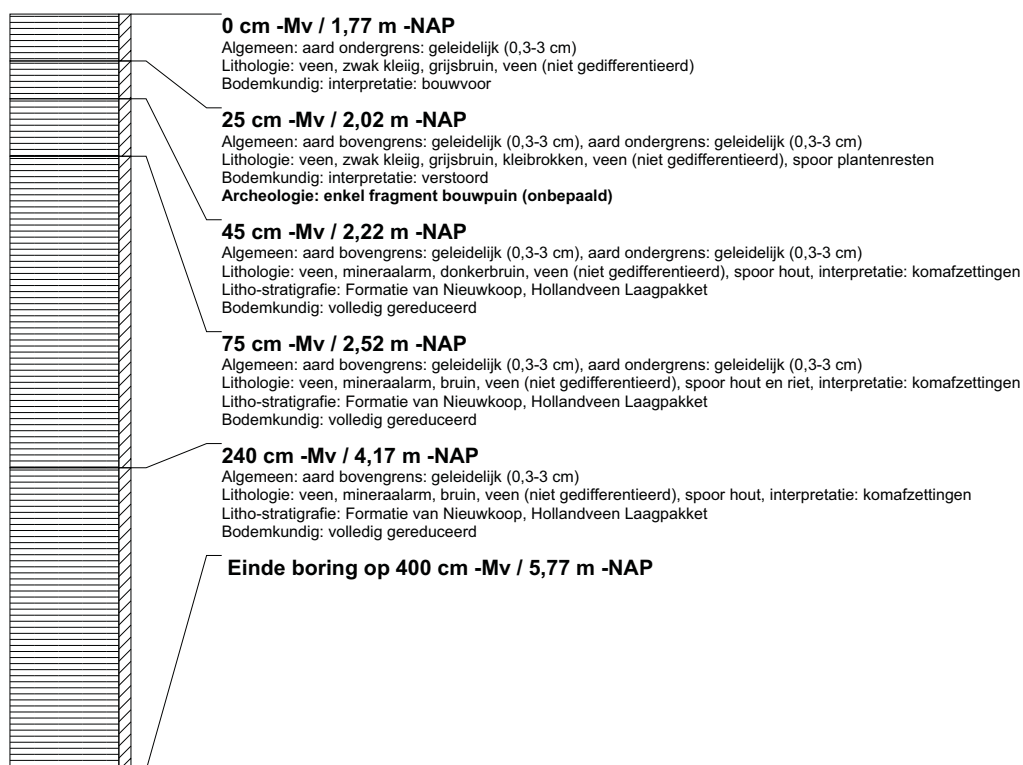 0 cm -Mv / 1,77 m -NAP
Algemeen: aard ondergrens: geleidelijk (0,3-3 cm)
Lithologie: veen, zwak kleiig, grijsbruin, veen (niet gedifferentieerd)
Bodemkundig: interpretatie: bouwvoor
25 cm -Mv / 2,02 m -NAP
Algemeen: aard bovengrens: geleidelijk (0,3-3 cm), aard ondergrens: geleidelijk (0,3-3 cm)
Lithologie: veen, zwak kleiig, grijsbruin, kleibrokken, veen (niet gedifferentieerd), spoor plantenresten
Bodemkundig: interpretatie: verstoord
Archeologie: enkel fragment bouwpuin (onbepaald)
45 cm -Mv / 2,22 m -NAP
Algemeen: aard bovengrens: geleidelijk (0,3-3 cm), aard ondergrens: geleidelijk (0,3-3 cm)
Lithologie: veen, mineraalarm, donkerbruin, veen (niet gedifferentieerd), spoor hout, interpretatie: komafzettingen
Litho-stratigrafie: Formatie van Nieuwkoop, Hollandveen Laagpakket
Bodemkundig: volledig gereduceerd
75 cm -Mv / 2,52 m -NAP
Algemeen: aard bovengrens: geleidelijk (0,3-3 cm), aard ondergrens: geleidelijk (0,3-3 cm)
Lithologie: veen, mineraalarm, bruin, veen (niet gedifferentieerd), spoor hout en riet, interpretatie: komafzettingen
Litho-stratigrafie: Formatie van Nieuwkoop, Hollandveen Laagpakket
Bodemkundig: volledig gereduceerd
240 cm -Mv / 4,17 m -NAP
Algemeen: aard bovengrens: geleidelijk (0,3-3 cm)
Lithologie: veen, mineraalarm, bruin, veen (niet gedifferentieerd), spoor hout, interpretatie: komafzettingen
Litho-stratigrafie: Formatie van Nieuwkoop, Hollandveen Laagpakket
Bodemkundig: volledig gereduceerd
Einde boring op 400 cm -Mv / 5,77 m -NAP